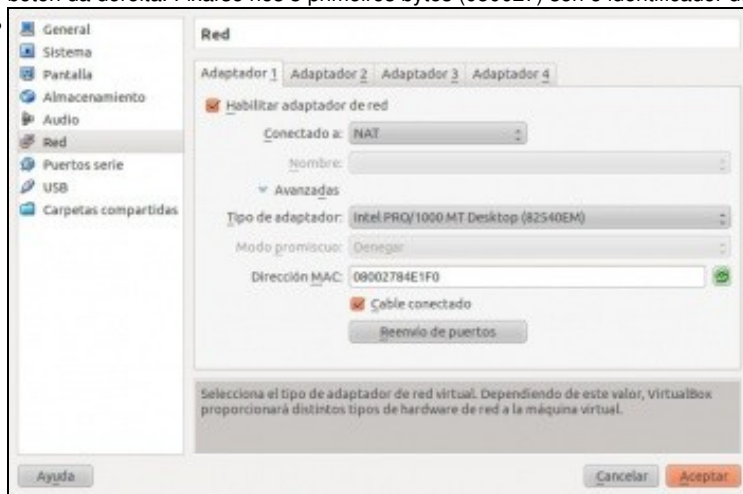 botón da dereita. Ánanse nos 3 primeiros bytes (080027) son o identificador d
General
Sistema
Pantalla
Almacenamiento
Audio
Red
Puertos serie
USB
Carpetas compartidas
Red
Adaptador 1 Adaptador 2 Adaptador 3 Adaptador 4
Habilitar adaptador de red
Conectado a: NAT
Nombre:
Avanzadas
Tipo de adaptador: Intel PRO/1000 MT Desktop (82540EM)
Modo promiscuo: Denegar
Dirección MAC: 08002784E1F0
Cable conectado
Reenvío de puertos
Selecciona el tipo de adaptador de red virtual. Dependiendo de este valor, VirtualBox
proporcionará distintos tipos de hardware de red a la máquina virtual.
Ayuda
Cancelar Aceptar